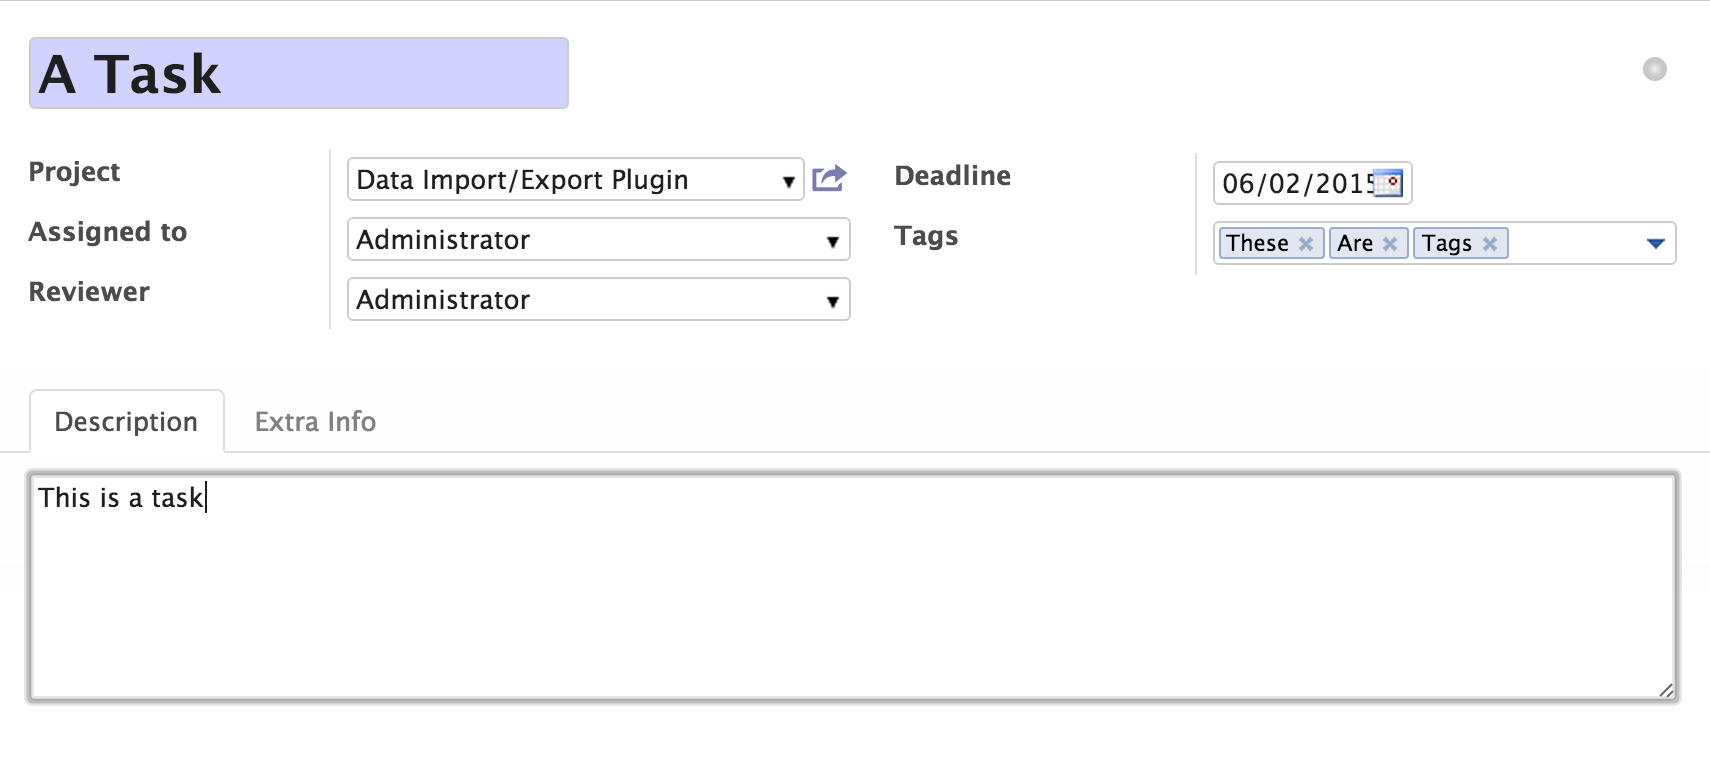 A Task
Project
Data Import/Export Plugin
Assigned to
Administrator
Reviewer
Administrator
Deadline
06/02/2015
Tags
These Are Tags
Description Extra Info
This is a task